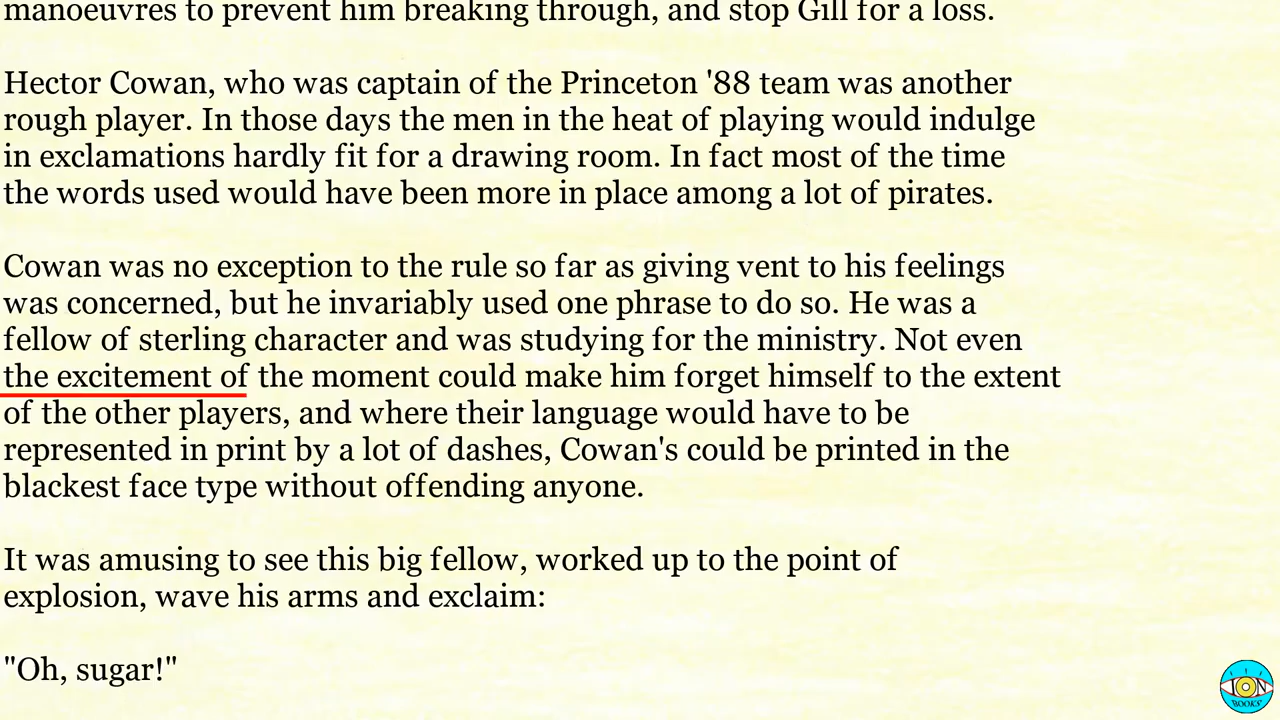 manoeuvres to prevent him breaking through, and stop Gill for a loss.
Hector Cowan, who was captain of the Princeton '88 team was another
rough player. In those days the men in the heat of playing would indulge
in exclamations hardly fit for a drawing room. In fact most of the time
the words used would have been more in place among a lot of pirates.
Cowan was no exception to the rule so far as giving vent to his feelings
was concerned, but he invariably used one phrase to do so. He was a
fellow of sterling character and was studying for the ministry. Not even
the excitement of the moment could make him forget himself to the extent
of the other players, and where their language would have to be
represented in print by a lot of dashes, Cowan's could be printed in the
blackest face type without offending anyone.
It was amusing to see this big fellow, worked up to the point of
explosion, wave his arms and exclaim:
"Oh, sugar!"
ION
BOOKS